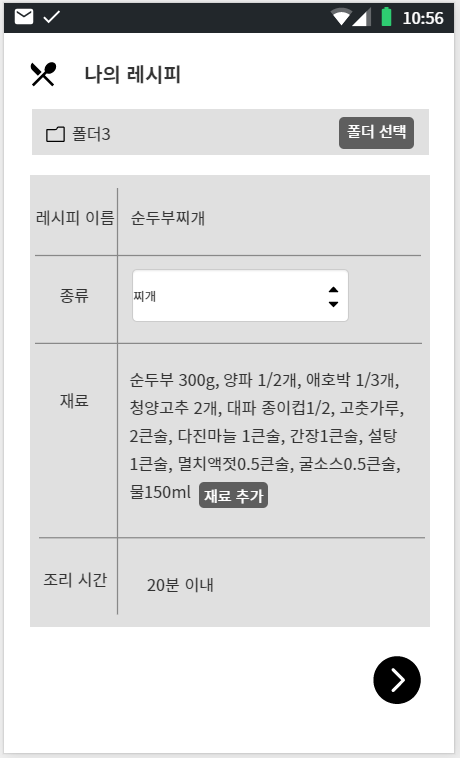 10:56
나의 레시피
폴더3 폴더 선택
레시피 이름 순두부찌개
종류 찌개
재료
순두부 300g, 양파 1/2개, 애호박 1/3개,
청양고추 2개, 대파 종이컵1/2, 고춧가루,
2큰술, 다진마늘 1큰술, 간장1큰술, 설탕
1큰술, 멸치액젓0.5큰술, 굴소스0.5큰술,
물150ml 재료 추가
조리 시간 20분 이내